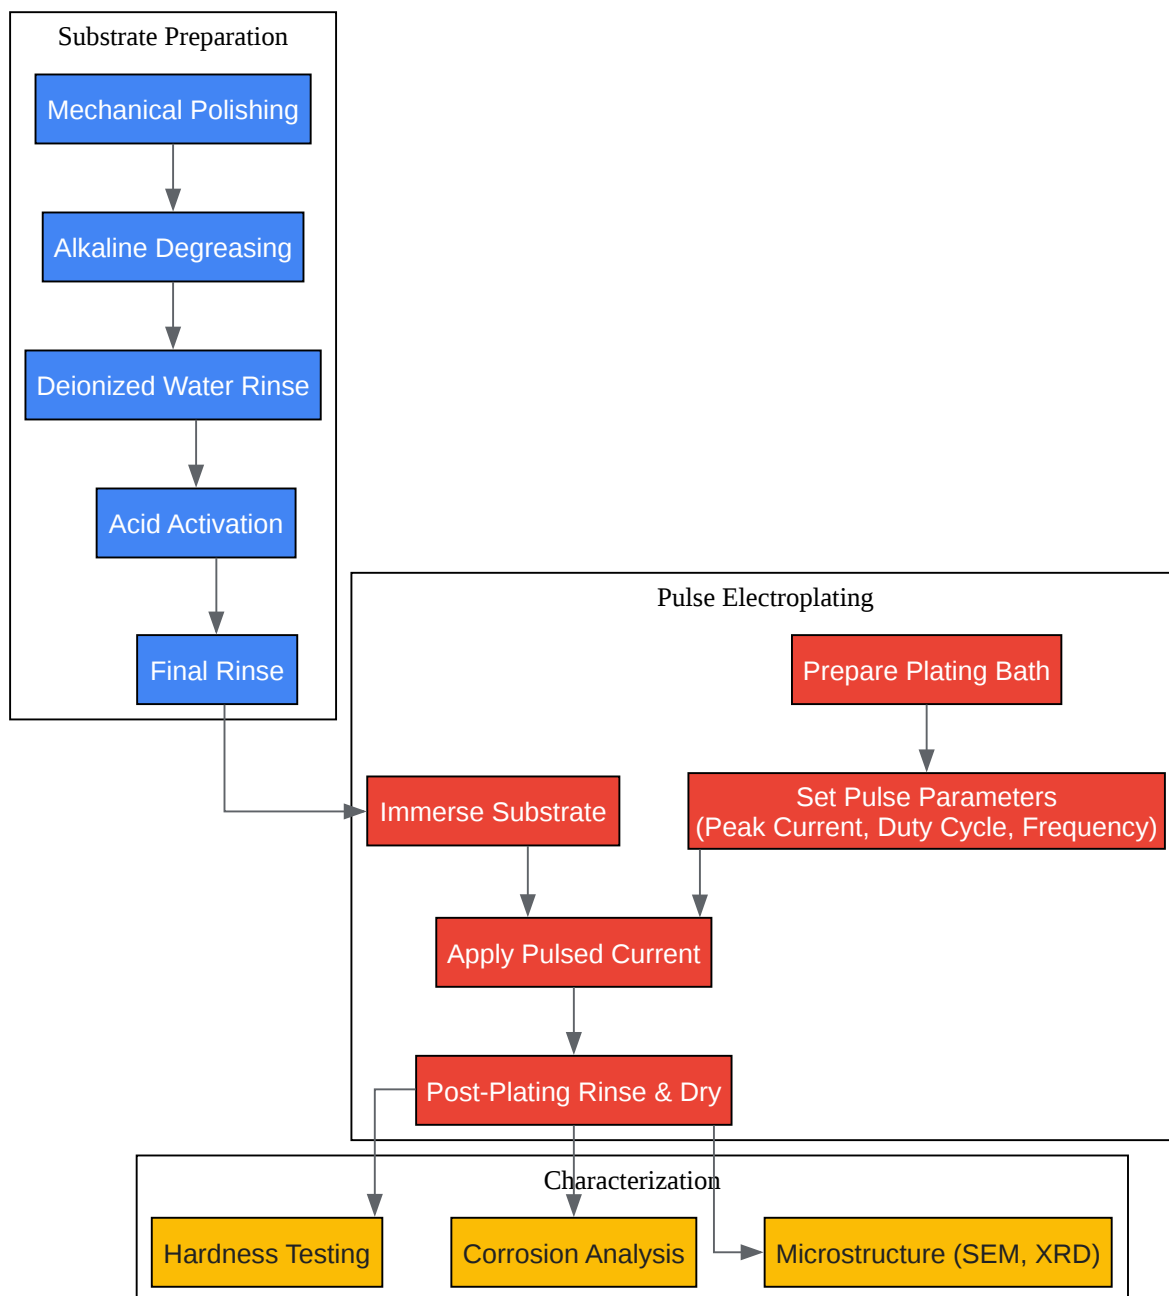 Substrate Preparation
Mechanical Polishing
Alkaline Degreasing
Deionized Water Rinse
Acid Activation
Final Rinse
Pulse Electroplating
Prepare Plating Bath
Immerse Substrate
Set Pulse Parameters
(Peak Current, Duty Cycle, Frequency)
Apply Pulsed Current
Post-Plating Rinse & Dry
Characterization
Hardness Testing
Corrosion Analysis
Microstructure (SEM, XRD)